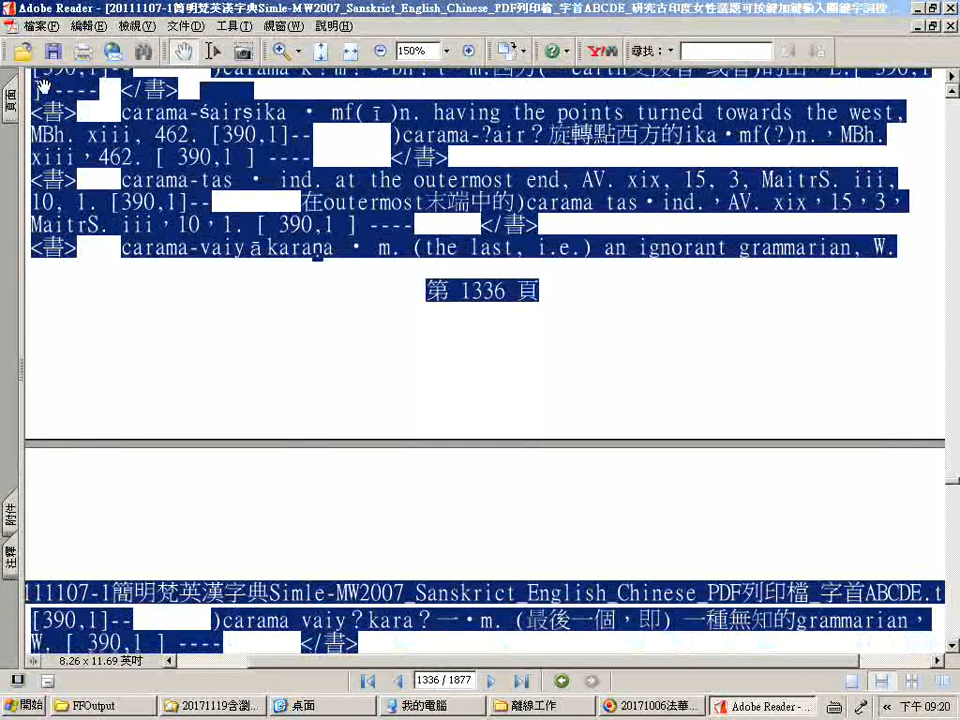 Adobe Reader - [20111107-1簡明梵英漢字典Simle-MW2007_Sanskrict_English_Chinese_PDF列印檔_字首ABCDE_研究古印度女性議題可按加鍵輸入關鍵字詞搜
檔案(F) 編輯(E) 檢視(V) 文件(D) 工具(T) 視窗(W) 說明(H)
150% 尋找：
頁面
]---- </書>
<書> carama-śairṣika ‧ mf(ī)n. having the points turned towards the west,
MBh. xiii, 462. [390,1]-- )carama-?air？旋轉點西方的ika‧mf(?)n.，MBh.
xiii，462. [ 390,1 ] ---- </書>
<書> carama-tas ‧ ind. at the outermost end, AV. xix, 15, 3, MaitrS. iii,
10, 1. [390,1]-- 在outermost末端中的)carama tas‧ind.，AV. xix，15，3，
MaitrS. iii，10，1. [ 390,1 ] ---- </書>
<書> carama-vaiyākaraṇa ‧ m. (the last, i.e.) an ignorant grammarian, W.
第 1336 頁
附件
注釋
111107-1簡明梵英漢字典Simle-MW2007_Sanskrict_English_Chinese_PDF列印檔_字首ABCDE.t
[390,1]-- )carama vaiy？kara？一‧m. (最後一個，即) 一種無知的grammarian，
W. [ 390,1 ] ---- </書>
8.26 x 11.69 英吋
1336 / 1877
開始 FFOutput 20171119含瀏... 桌面 我的電腦 離線工作 20171006法華... Adobe Reader - ... 下午 09:20